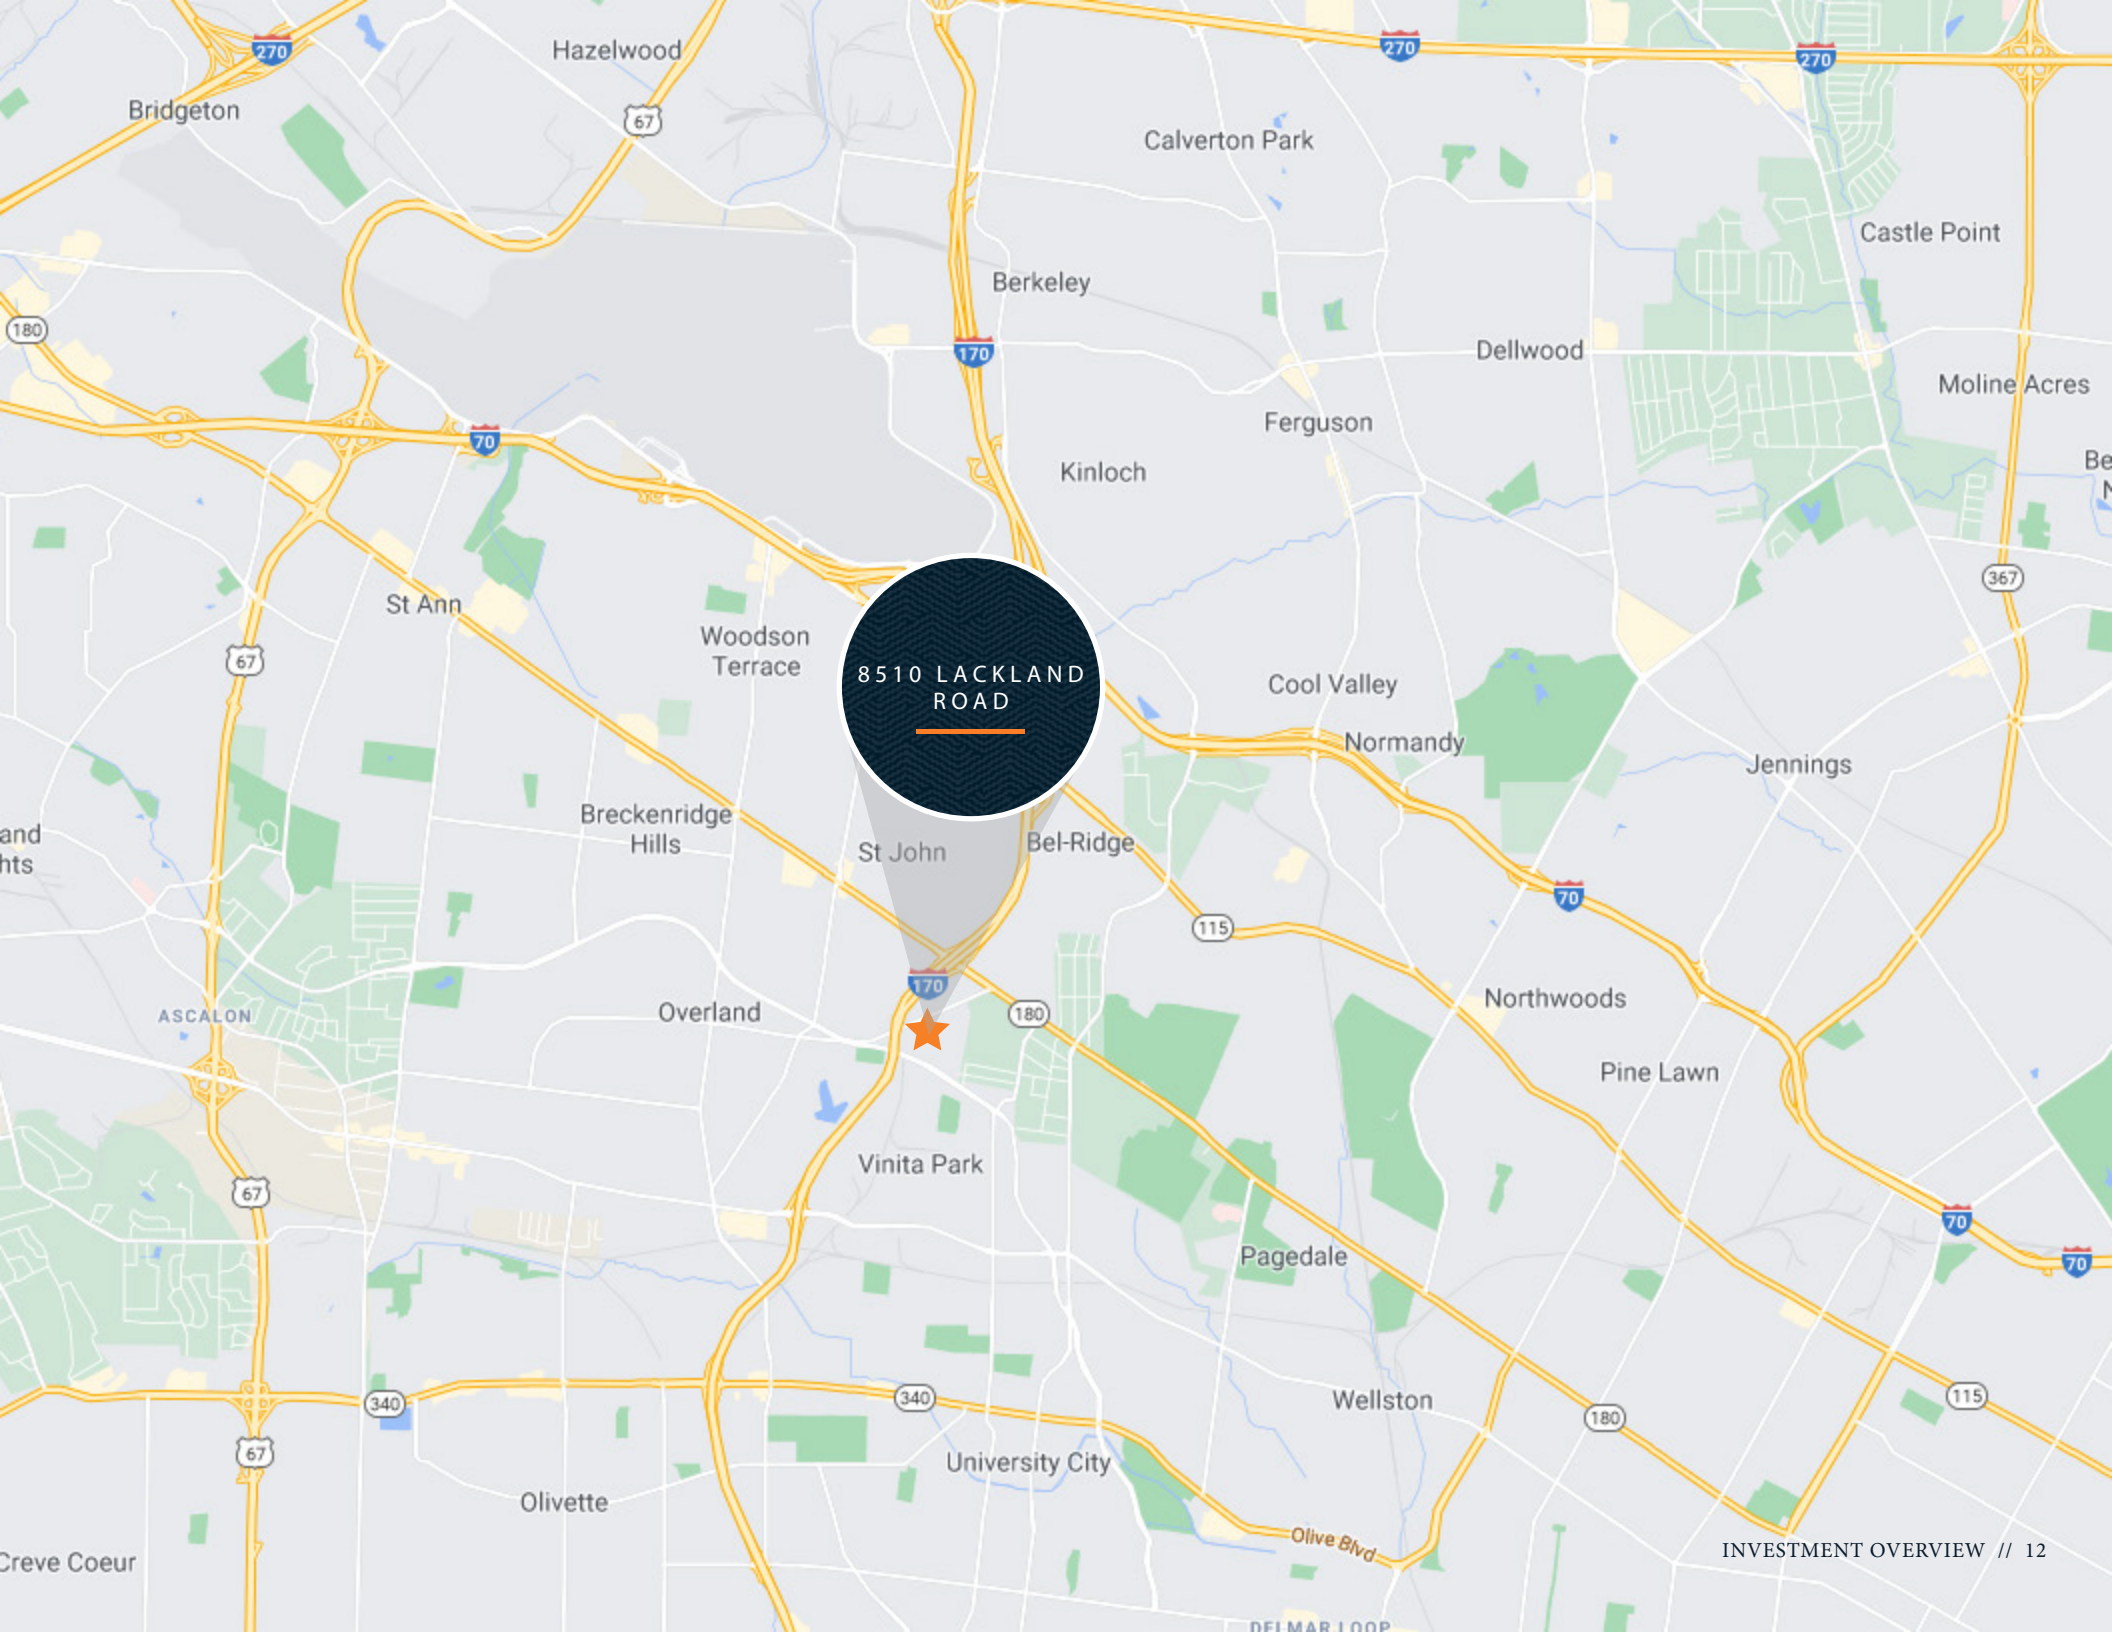 270
Hazelwood
270
270
Bridgeton
67
Calverton Park
Castle Point
Berkeley
180
170
Dellwood
Moline Acres
Ferguson
70
Kinloch
367
St Ann
Woodson
Terrace
67
8510 LACKLAND
ROAD
Cool Valley
Normandy
Jennings
Breckenridge
Hills
St John
Bel-Ridge
70
115
170
Northwoods
Overland
180
ASCALON
Pine Lawn
Vinita Park
67
70
Pagedale
70
340
340
Wellston
115
180
67
University City
Olivette
Olive Blvd
INVESTMENT OVERVIEW // 12
Creve Coeur
DELMAR LOOP